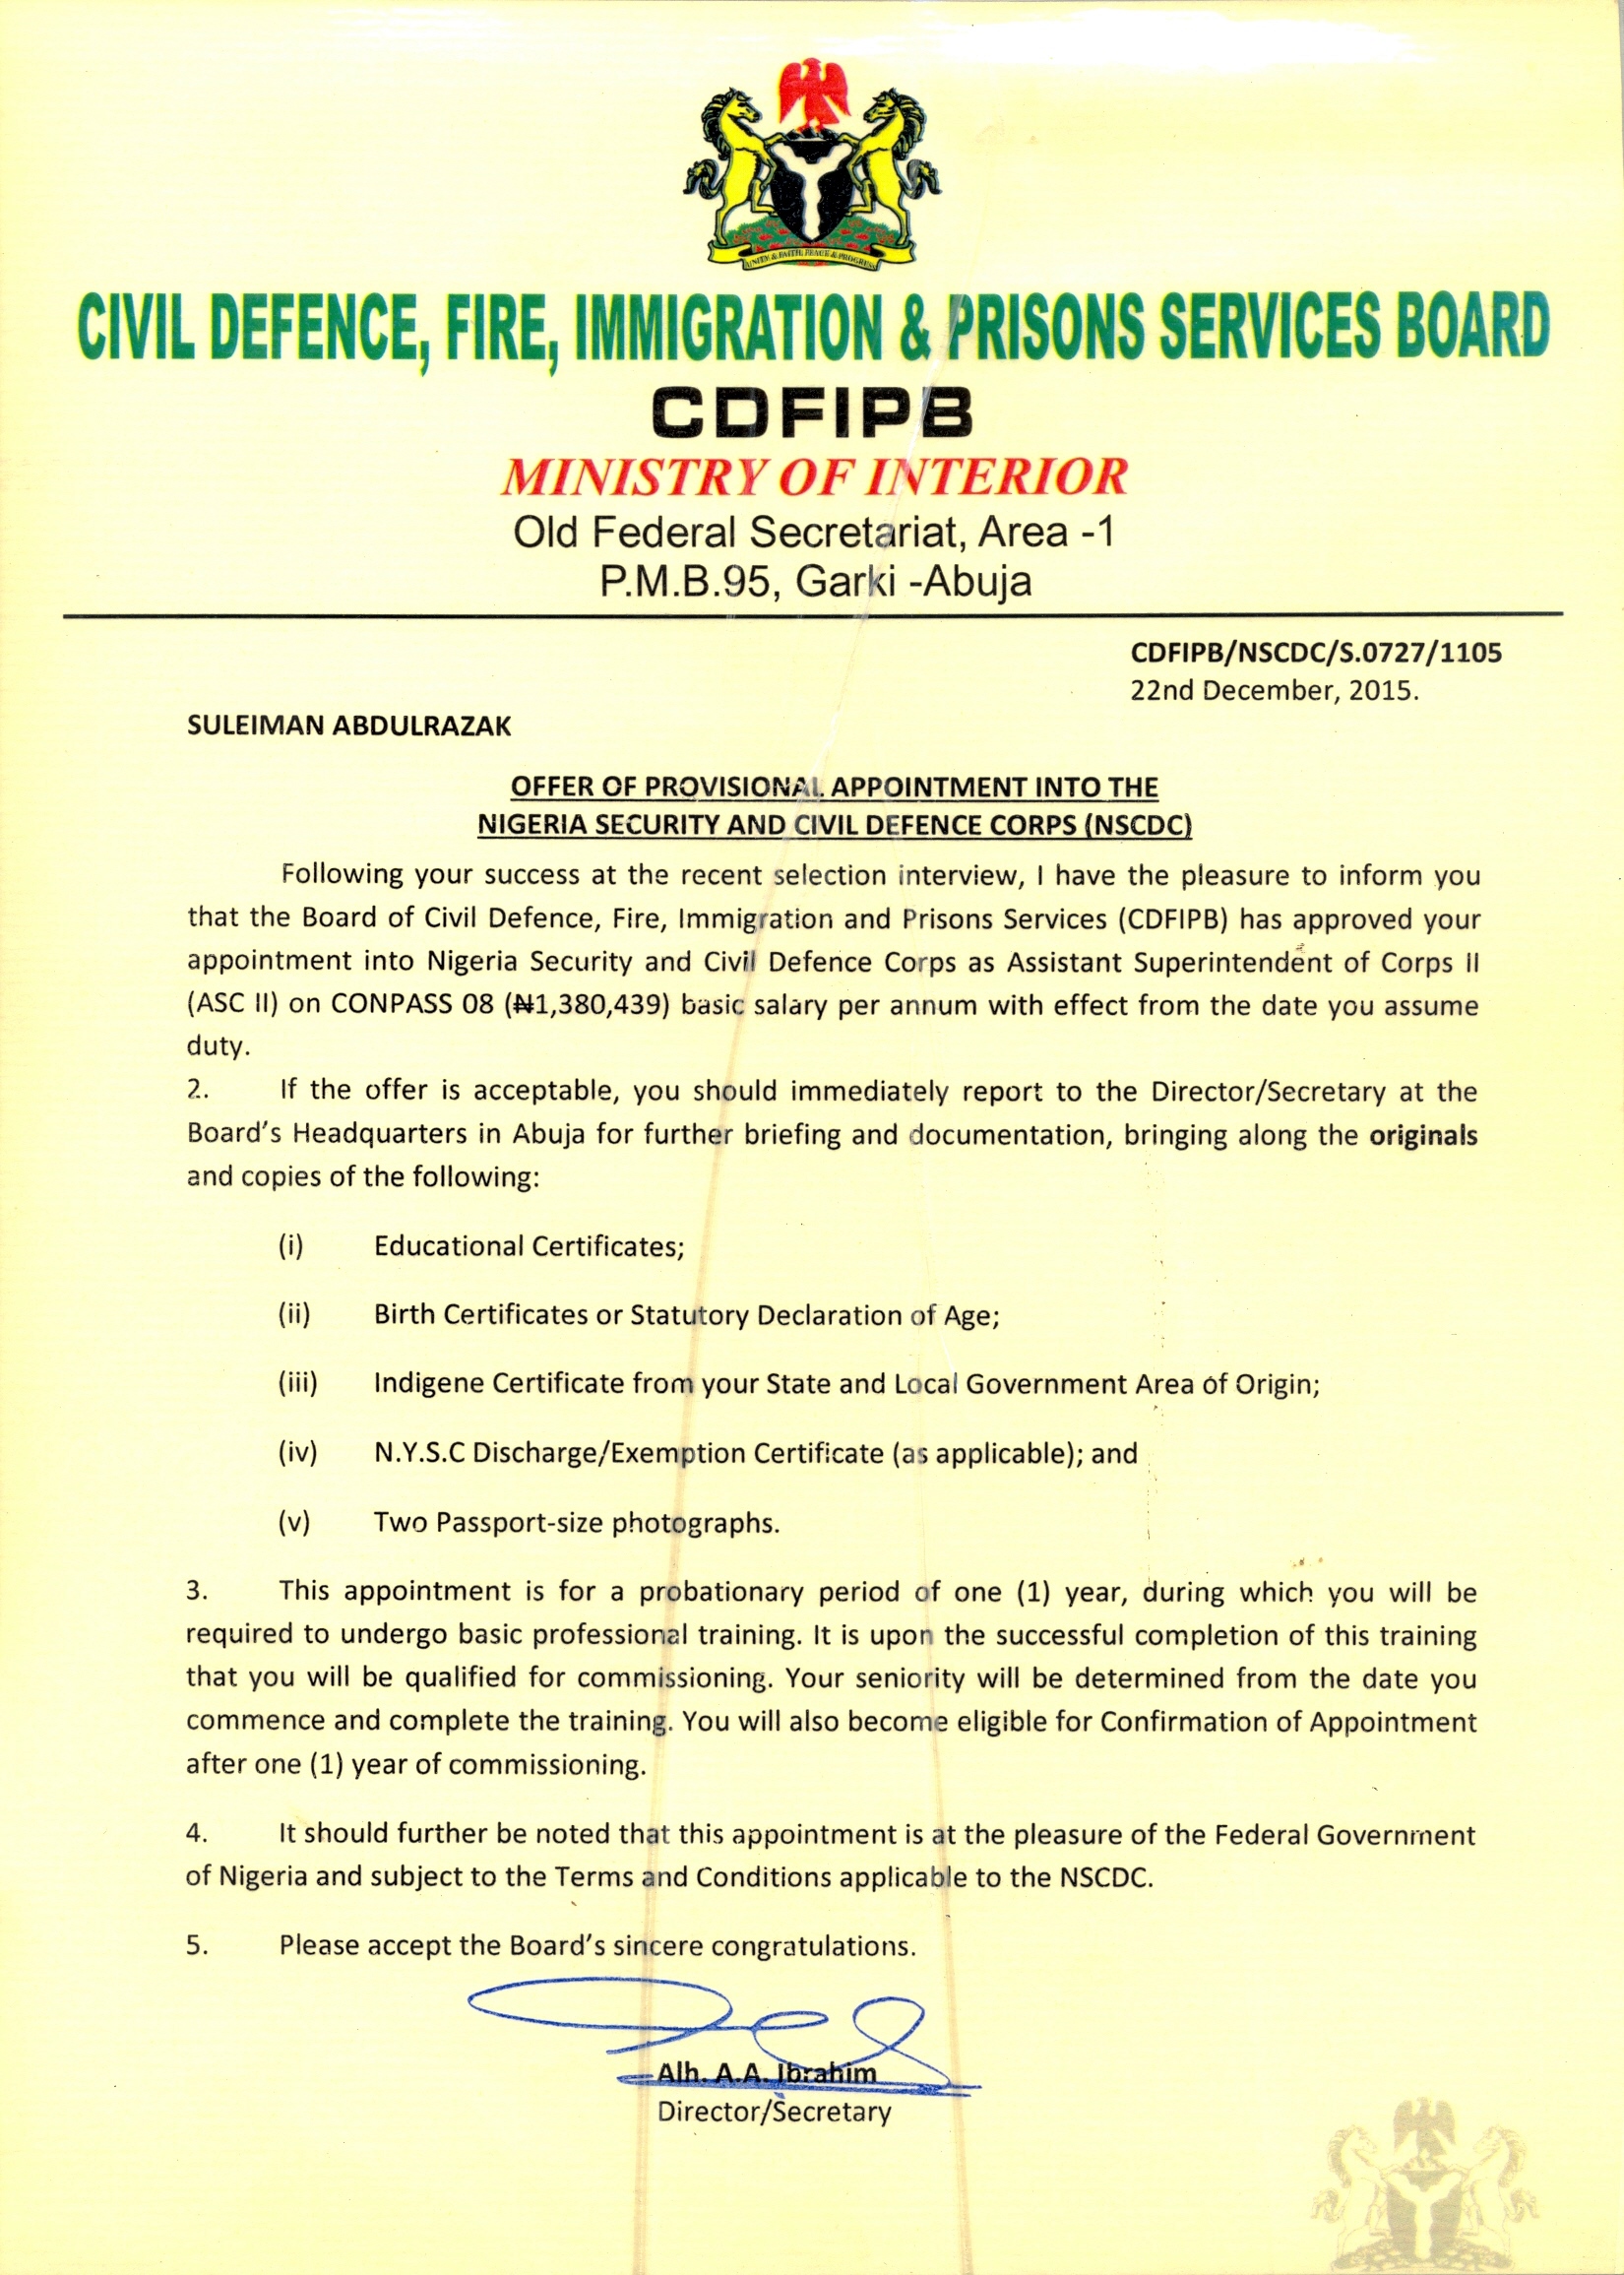 UNITY & FAITH, PEACE & PROGRESS
CIVIL DEFENCE, FIRE, IMMIGRATION & PRISONS SERVICES BOARD
CDFIPB
MINISTRY OF INTERIOR
Old Federal Secretariat, Area -1
P.M.B.95, Garki -Abuja
CDFIPB/NSCDC/S.0727/1105
22nd December, 2015.
SULEIMAN ABDULRAZAK
OFFER OF PROVISIONAL APPOINTMENT INTO THE
NIGERIA SECURITY AND CIVIL DEFENCE CORPS (NSCDC)
Following your success at the recent selection interview, I have the pleasure to inform you
that the Board of Civil Defence, Fire, Immigration and Prisons Services (CDFIPB) has approved your
appointment into Nigeria Security and Civil Defence Corps as Assistant Superintendent of Corps II
(ASC II) on CONPASS 08 (₦1,380,439) basic salary per annum with effect from the date you assume
duty.
2. If the offer is acceptable, you should immediately report to the Director/Secretary at the
Board's Headquarters in Abuja for further briefing and documentation, bringing along the originals
and copies of the following:
(i) Educational Certificates;
(ii) Birth Certificates or Statutory Declaration of Age;
(iii) Indigene Certificate from your State and Local Government Area of Origin;
(iv) N.Y.S.C Discharge/Exemption Certificate (as applicable); and
(v) Two Passport-size photographs.
3. This appointment is for a probationary period of one (1) year, during which you will be
required to undergo basic professional training. It is upon the successful completion of this training
that you will be qualified for commissioning. Your seniority will be determined from the date you
commence and complete the training. You will also become eligible for Confirmation of Appointment
after one (1) year of commissioning.
4. It should further be noted that this appointment is at the pleasure of the Federal Government
of Nigeria and subject to the Terms and Conditions applicable to the NSCDC.
5. Please accept the Board's sincere congratulations.
Alh. A.A. Ibrahim
Director/Secretary